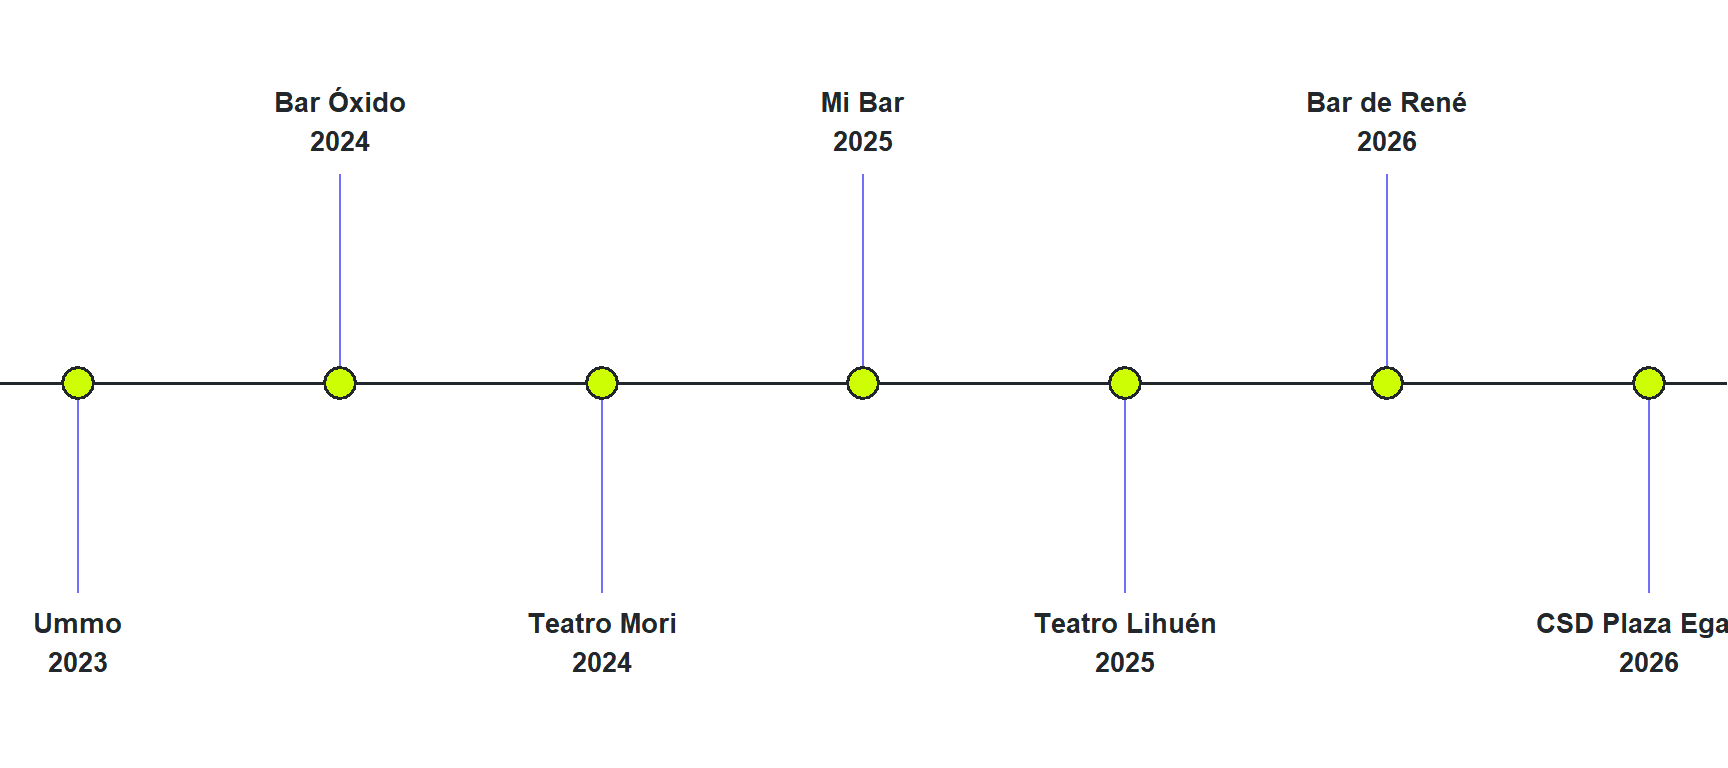 Bar Óxido
2024
Mi Bar
2025
Bar de René
2026
Ummo
2023
Teatro Mori
2024
Teatro Lihuén
2025
CSD Plaza Ega
2026